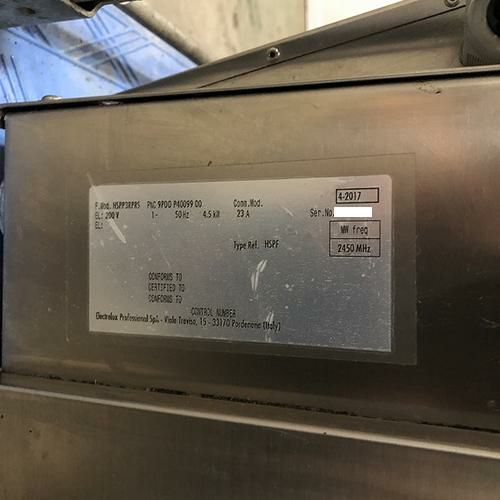 F.Mod. HSPP3RPRS PNC 9PDD P40099 00 Comm.Mod. 4-2017
EL: 200 V 1~ 50 Hz 4.5 kW 23 A Ser.No
EL: MW freq
Type Ref. HSPF 2450 MHz
CONFORMS TO
CERTIFIED TO:
CONFORMS TO
CONTROL NUMBER
Electrolux Professional SpA - Viale Treviso, 15 - 33170 Pordenone (Italy)